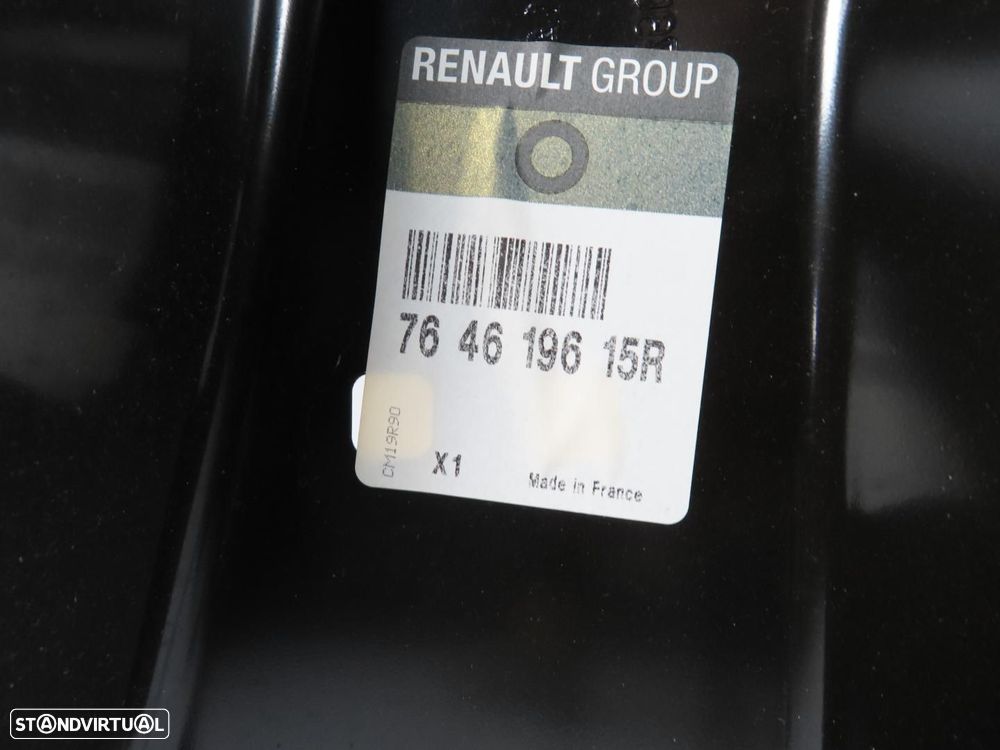 RENAULT GROUP
76 46 196 15R
CM19R90
X1
Made in France
STANDVIRTUAL